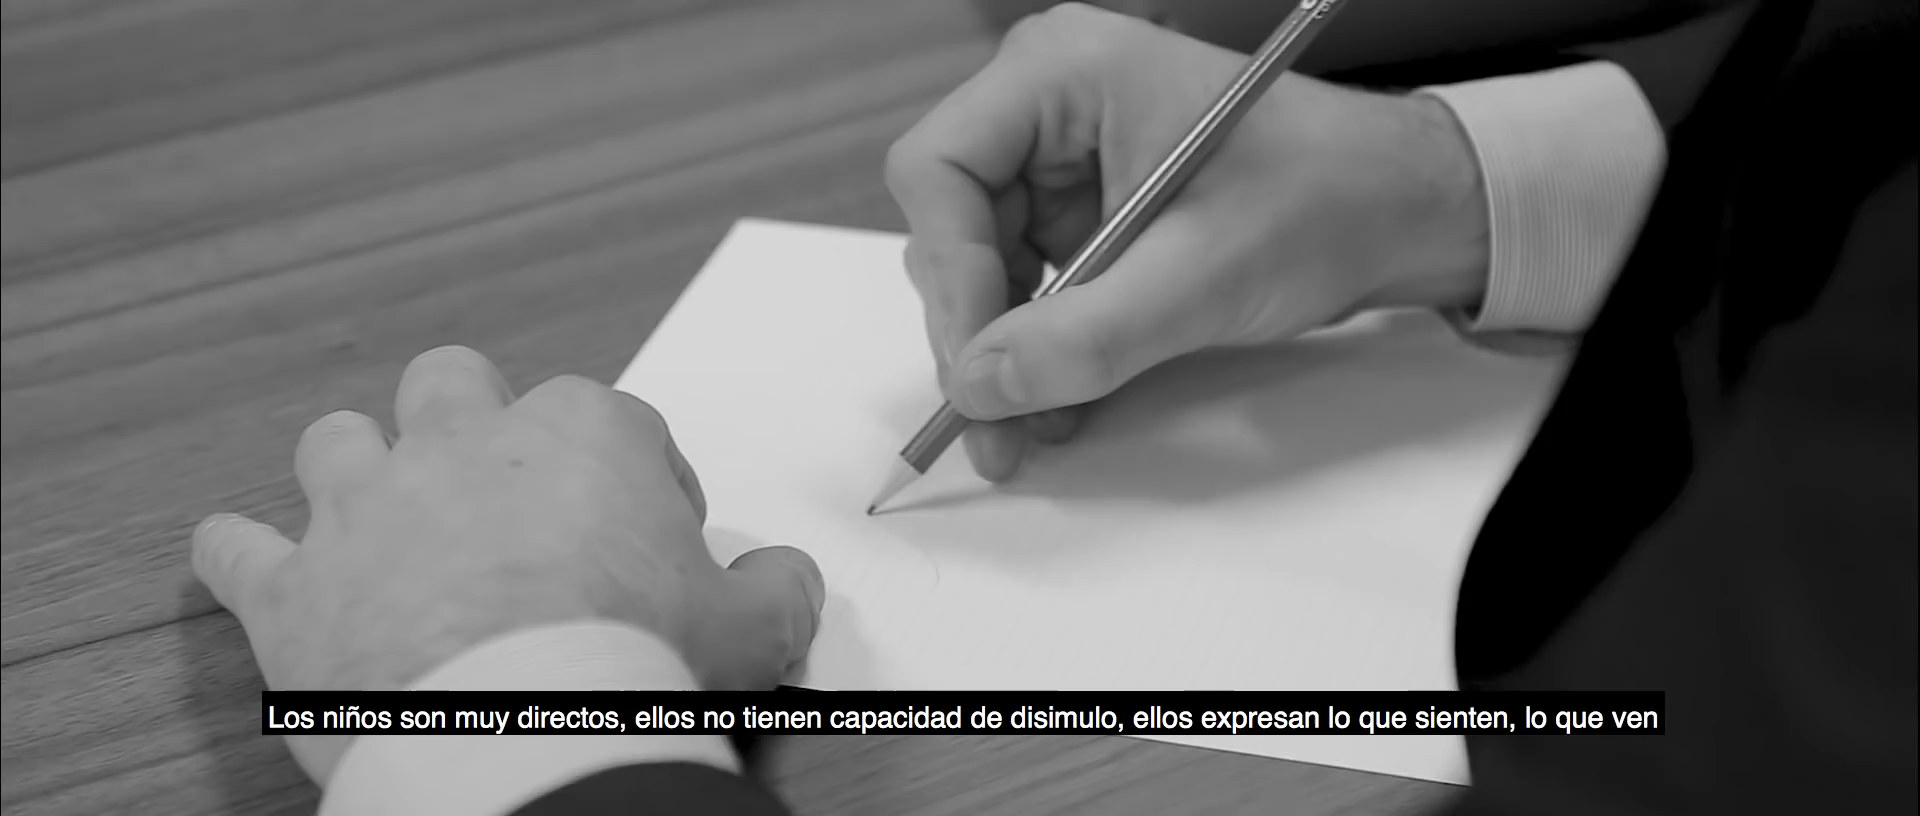 Los niños son muy directos, ellos no tienen capacidad de disimulo, ellos expresan lo que sienten, lo que ven